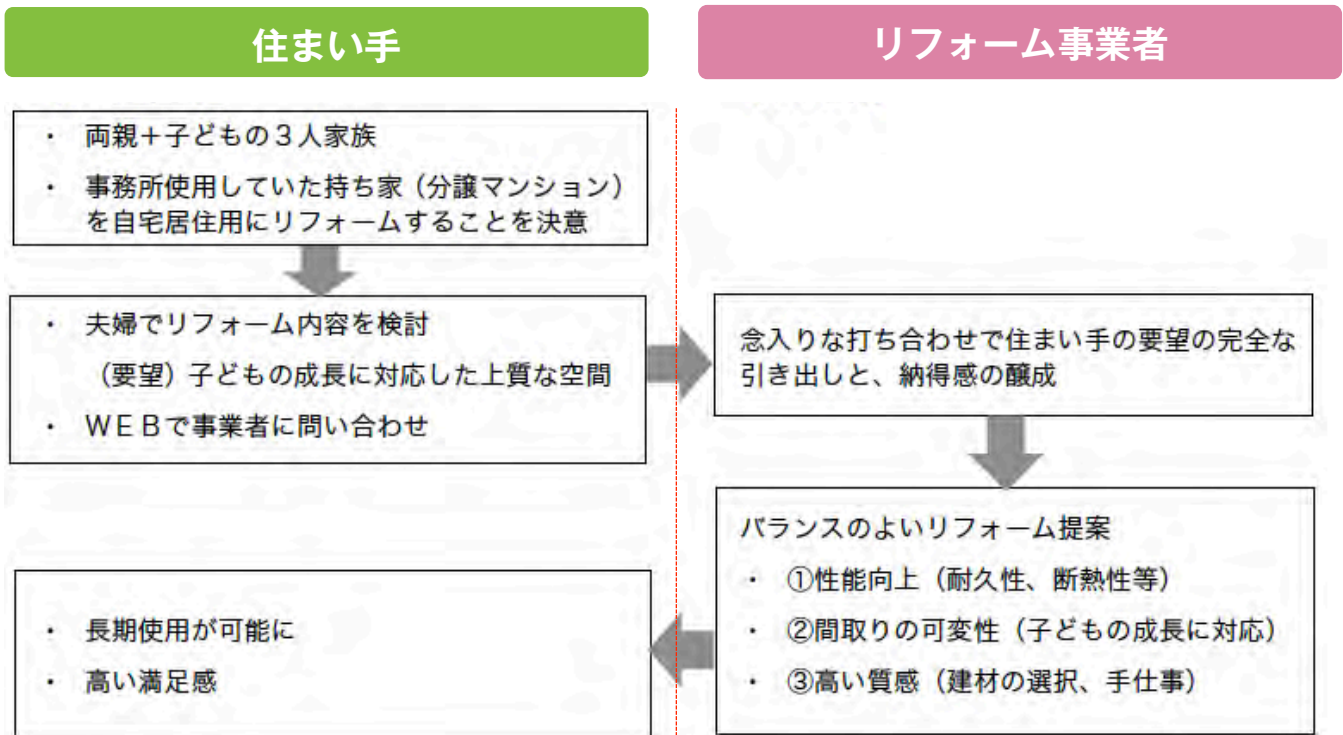 住まい手
リフォーム事業者
・ 両親＋子どもの３人家族
・ 事務所使用していた持ち家（分譲マンション）
を自宅居住用にリフォームすることを決意
・ 夫婦でリフォーム内容を検討
（要望）子どもの成長に対応した上質な空間
・ ＷＥＢで事業者に問い合わせ
念入りな打ち合わせで住まい手の要望の完全な
引き出しと、納得感の醸成
バランスのよいリフォーム提案
・ ①性能向上（耐久性、断熱性等）
・ ②間取りの可変性（子どもの成長に対応）
・ ③高い質感（建材の選択、手仕事）
・ 長期使用が可能に
・ 高い満足感